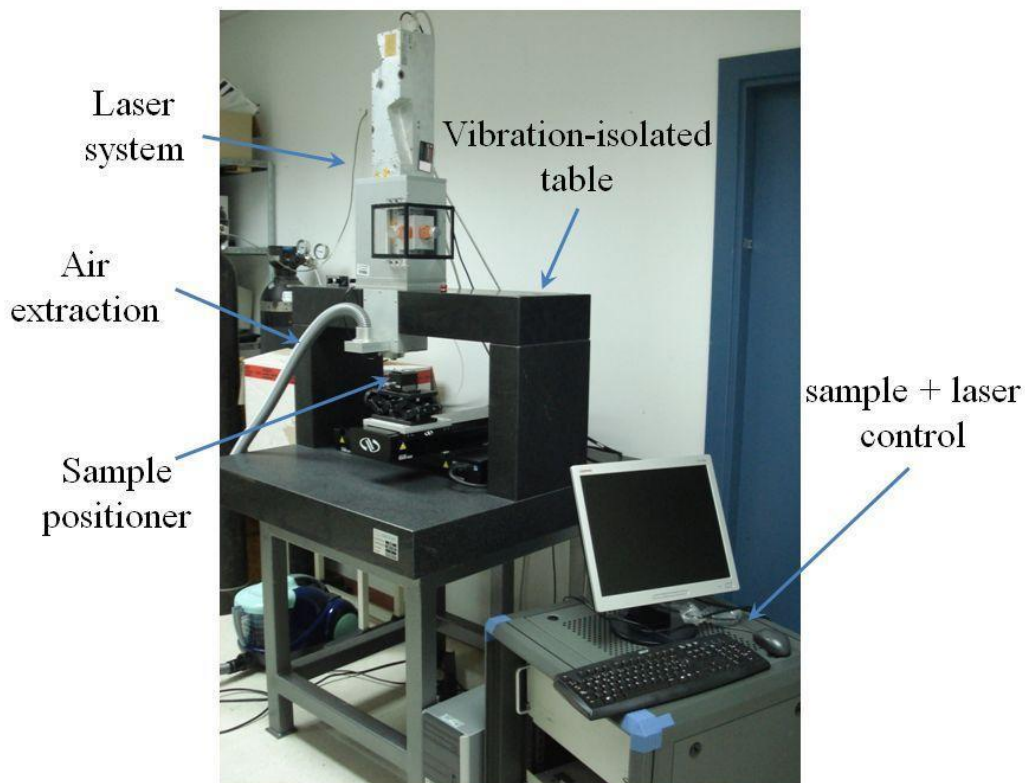 Laser
system
Vibration-isolated
table
Air
extraction
sample + laser
control
Sample
positioner